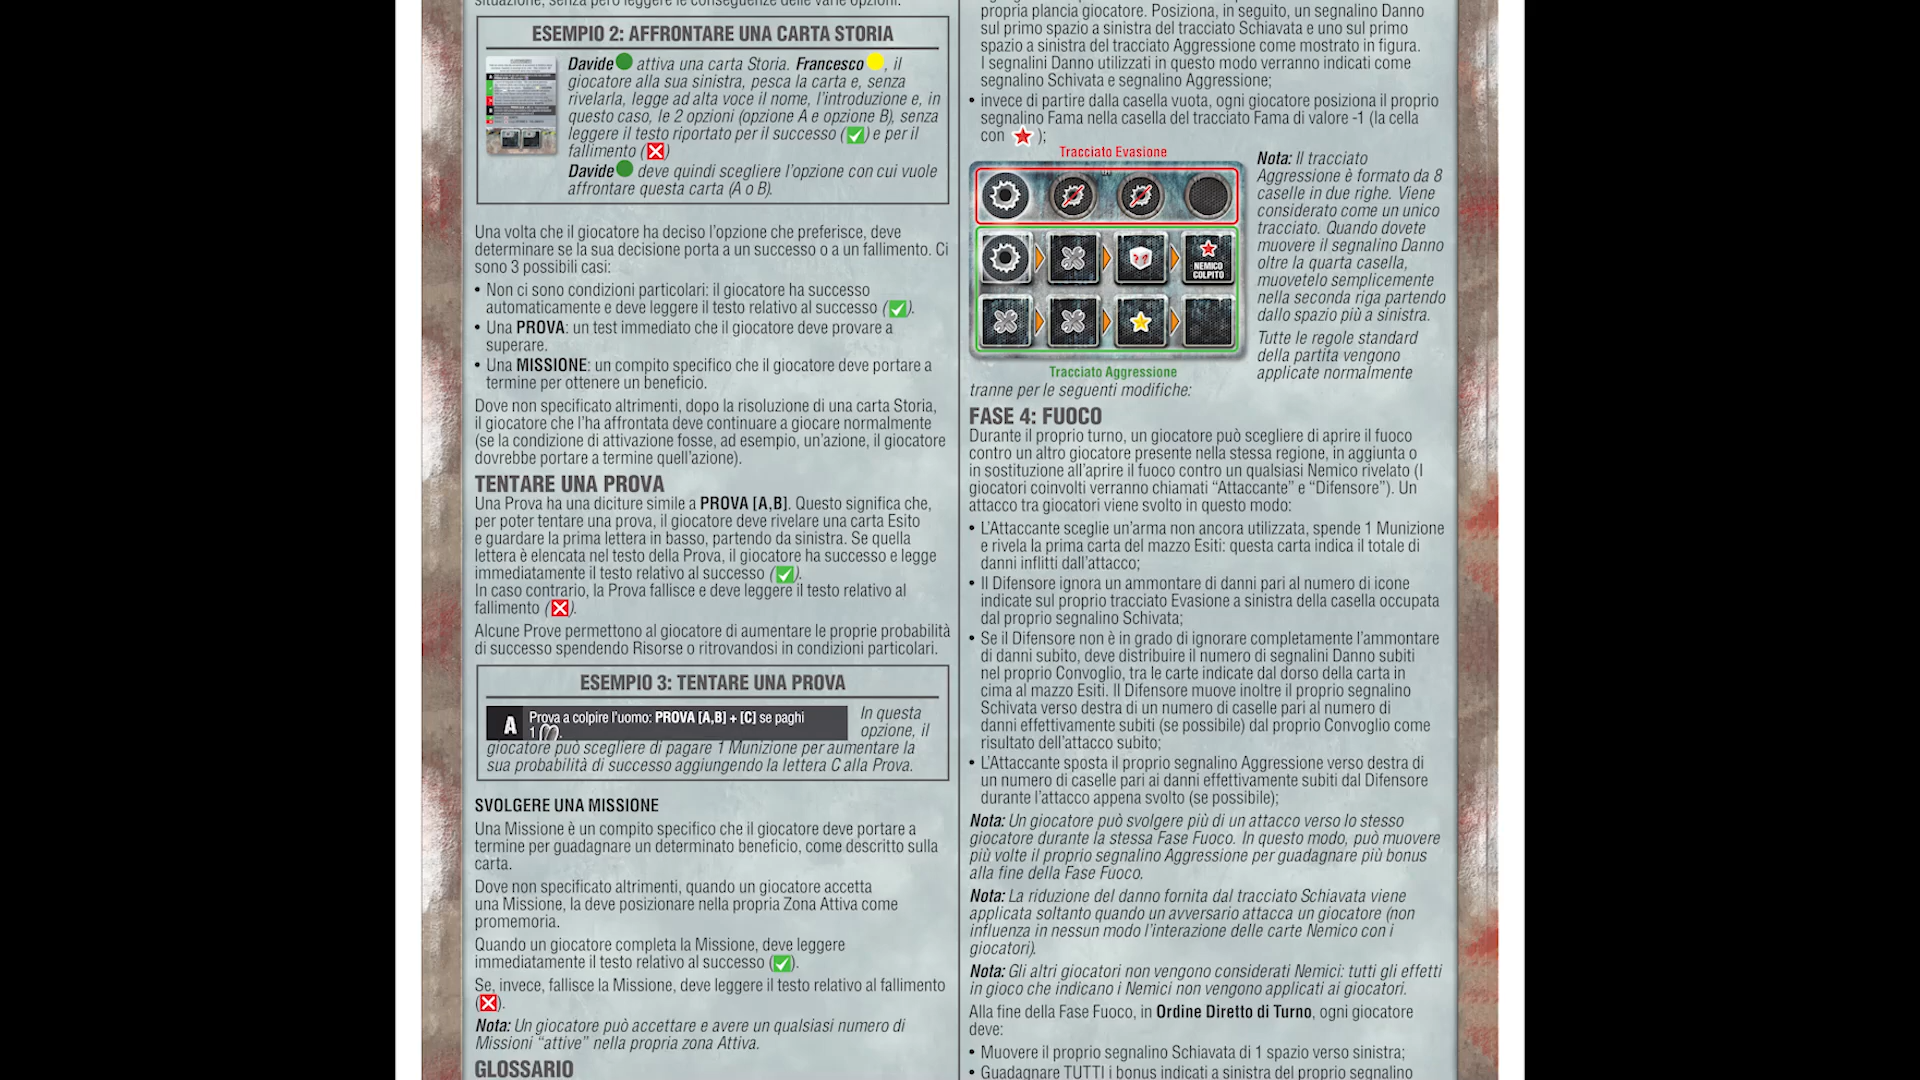 situazione, senza però leggere le conseguenze delle varie opzioni.
ESEMPIO 2: AFFRONTARE UNA CARTA STORIA
Davide attiva una carta Storia. Francesco , il
giocatore alla sua sinistra, pesca la carta e, senza
rivelarla, legge ad alta voce il nome, l'introduzione e, in
questo caso, le 2 opzioni (opzione A e opzione B), senza
leggere il testo riportato per il successo (✅) e per il
fallimento (❌)
Davide deve quindi scegliere l'opzione con cui vuole
affrontare questa carta (A o B).
Una volta che il giocatore ha deciso l'opzione che preferisce, deve
determinare se la sua decisione porta a un successo o a un fallimento. Ci
sono 3 possibili casi:
• Non ci sono condizioni particolari: il giocatore ha successo
automaticamente e deve leggere il testo relativo al successo (✅).
• Una PROVA: un test immediato che il giocatore deve provare a
superare.
• Una MISSIONE: un compito specifico che il giocatore deve portare a
termine per ottenere un beneficio.
Dove non specificato altrimenti, dopo la risoluzione di una carta Storia,
il giocatore che l'ha affrontata deve continuare a giocare normalmente
(se la condizione di attivazione fosse, ad esempio, un'azione, il giocatore
dovrebbe portare a termine quell'azione).
TENTARE UNA PROVA
Una Prova ha una dicitura simile a PROVA [A,B]. Questo significa che,
per poter tentare una prova, il giocatore deve rivelare una carta Esito
e guardare la prima lettera in basso, partendo da sinistra. Se quella
lettera è elencata nel testo della Prova, il giocatore ha successo e legge
immediatamente il testo relativo al successo (✅).
In caso contrario, la Prova fallisce e deve leggere il testo relativo al
fallimento (❌).
Alcune Prove permettono al giocatore di aumentare le proprie probabilità
di successo spendendo Risorse o ritrovandosi in condizioni particolari.
ESEMPIO 3: TENTARE UNA PROVA
A Prova a colpire l'uomo: PROVA [A,B] + [C] se paghi
1 .
In questa
opzione, il
giocatore può scegliere di pagare 1 Munizione per aumentare la
sua probabilità di successo aggiungendo la lettera C alla Prova.
SVOLGERE UNA MISSIONE
Una Missione è un compito specifico che il giocatore deve portare a
termine per guadagnare un determinato beneficio, come descritto sulla
carta.
Dove non specificato altrimenti, quando un giocatore accetta
una Missione, la deve posizionare nella propria Zona Attiva come
promemoria.
Quando un giocatore completa la Missione, deve leggere
immediatamente il testo relativo al successo (✅).
Se, invece, fallisce la Missione, deve leggere il testo relativo al fallimento
(❌).
Nota: Un giocatore può accettare e avere un qualsiasi numero di
Missioni "attive" nella propria zona Attiva.
GLOSSARIO
propria plancia giocatore. Posiziona, in seguito, un segnalino Danno
sul primo spazio a sinistra del tracciato Schiavata e uno sul primo
spazio a sinistra del tracciato Aggressione come mostrato in figura.
I segnalini Danno utilizzati in questo modo verranno indicati come
segnalino Schivata e segnalino Aggressione;
• invece di partire dalla casella vuota, ogni giocatore posiziona il proprio
segnalino Fama nella casella del tracciato Fama di valore -1 (la cella
con );
Tracciato Evasione
NEMICO
COLPITO
Tracciato Aggressione
Nota: Il tracciato
Aggressione è formato da 8
caselle in due righe. Viene
considerato come un unico
tracciato. Quando dovete
muovere il segnalino Danno
oltre la quarta casella,
muovetelo semplicemente
nella seconda riga partendo
dallo spazio più a sinistra.
Tutte le regole standard
della partita vengono
applicate normalmente
tranne per le seguenti modifiche:
FASE 4: FUOCO
Durante il proprio turno, un giocatore può scegliere di aprire il fuoco
contro un altro giocatore presente nella stessa regione, in aggiunta o
in sostituzione all'aprire il fuoco contro un qualsiasi Nemico rivelato (I
giocatori coinvolti verranno chiamati "Attaccante" e "Difensore"). Un
attacco tra giocatori viene svolto in questo modo:
• L'Attaccante sceglie un'arma non ancora utilizzata, spende 1 Munizione
e rivela la prima carta del mazzo Esiti: questa carta indica il totale di
danni inflitti dall'attacco;
• Il Difensore ignora un ammontare di danni pari al numero di icone
indicate sul proprio tracciato Evasione a sinistra della casella occupata
dal proprio segnalino Schivata;
• Se il Difensore non è in grado di ignorare completamente l'ammontare
di danni subito, deve distribuire il numero di segnalini Danno subiti
nel proprio Convoglio, tra le carte indicate dal dorso della carta in
cima al mazzo Esiti. Il Difensore muove inoltre il proprio segnalino
Schivata verso destra di un numero di caselle pari al numero di
danni effettivamente subiti (se possibile) dal proprio Convoglio come
risultato dell'attacco subito;
• L'Attaccante sposta il proprio segnalino Aggressione verso destra di
un numero di caselle pari ai danni effettivamente subiti dal Difensore
durante l'attacco appena svolto (se possibile);
Nota: Un giocatore può svolgere più di un attacco verso lo stesso
giocatore durante la stessa Fase Fuoco. In questo modo, può muovere
più volte il proprio segnalino Aggressione per guadagnare più bonus
alla fine della Fase Fuoco.
Nota: La riduzione del danno fornita dal tracciato Schiavata viene
applicata soltanto quando un avversario attacca un giocatore (non
influenza in nessun modo l'interazione delle carte Nemico con i
giocatori).
Nota: Gli altri giocatori non vengono considerati Nemici: tutti gli effetti
in gioco che indicano i Nemici non vengono applicati ai giocatori.
Alla fine della Fase Fuoco, in Ordine Diretto di Turno, ogni giocatore
deve:
• Muovere il proprio segnalino Schiavata di 1 spazio verso sinistra;
• Guadagnare TUTTI i bonus indicati a sinistra del proprio segnalino